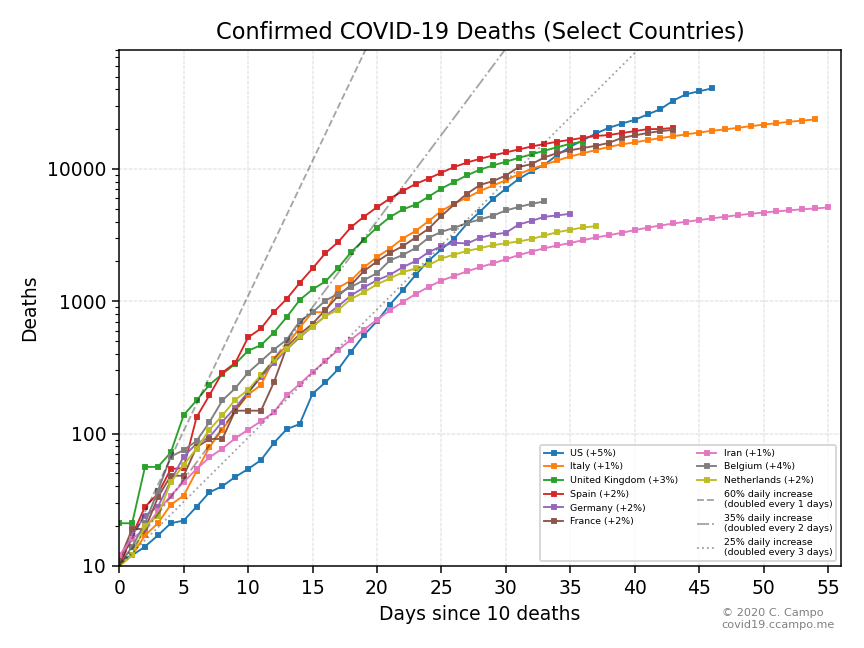 Confirmed COVID-19 Deaths (Select Countries)
Deaths
10000
1000
100
10
0 5 10 15 20 25 30 35 40 45 50 55
Days since 10 deaths
US (+5%)
Italy (+1%)
United Kingdom (+3%)
Spain (+2%)
Germany (+2%)
France (+2%)
Iran (+1%)
Belgium (+4%)
Netherlands (+2%)
60% daily increase
(doubled every 1 days)
35% daily increase
(doubled every 2 days)
25% daily increase
(doubled every 3 days)
© 2020 C. Campo
covid19.ccampo.me